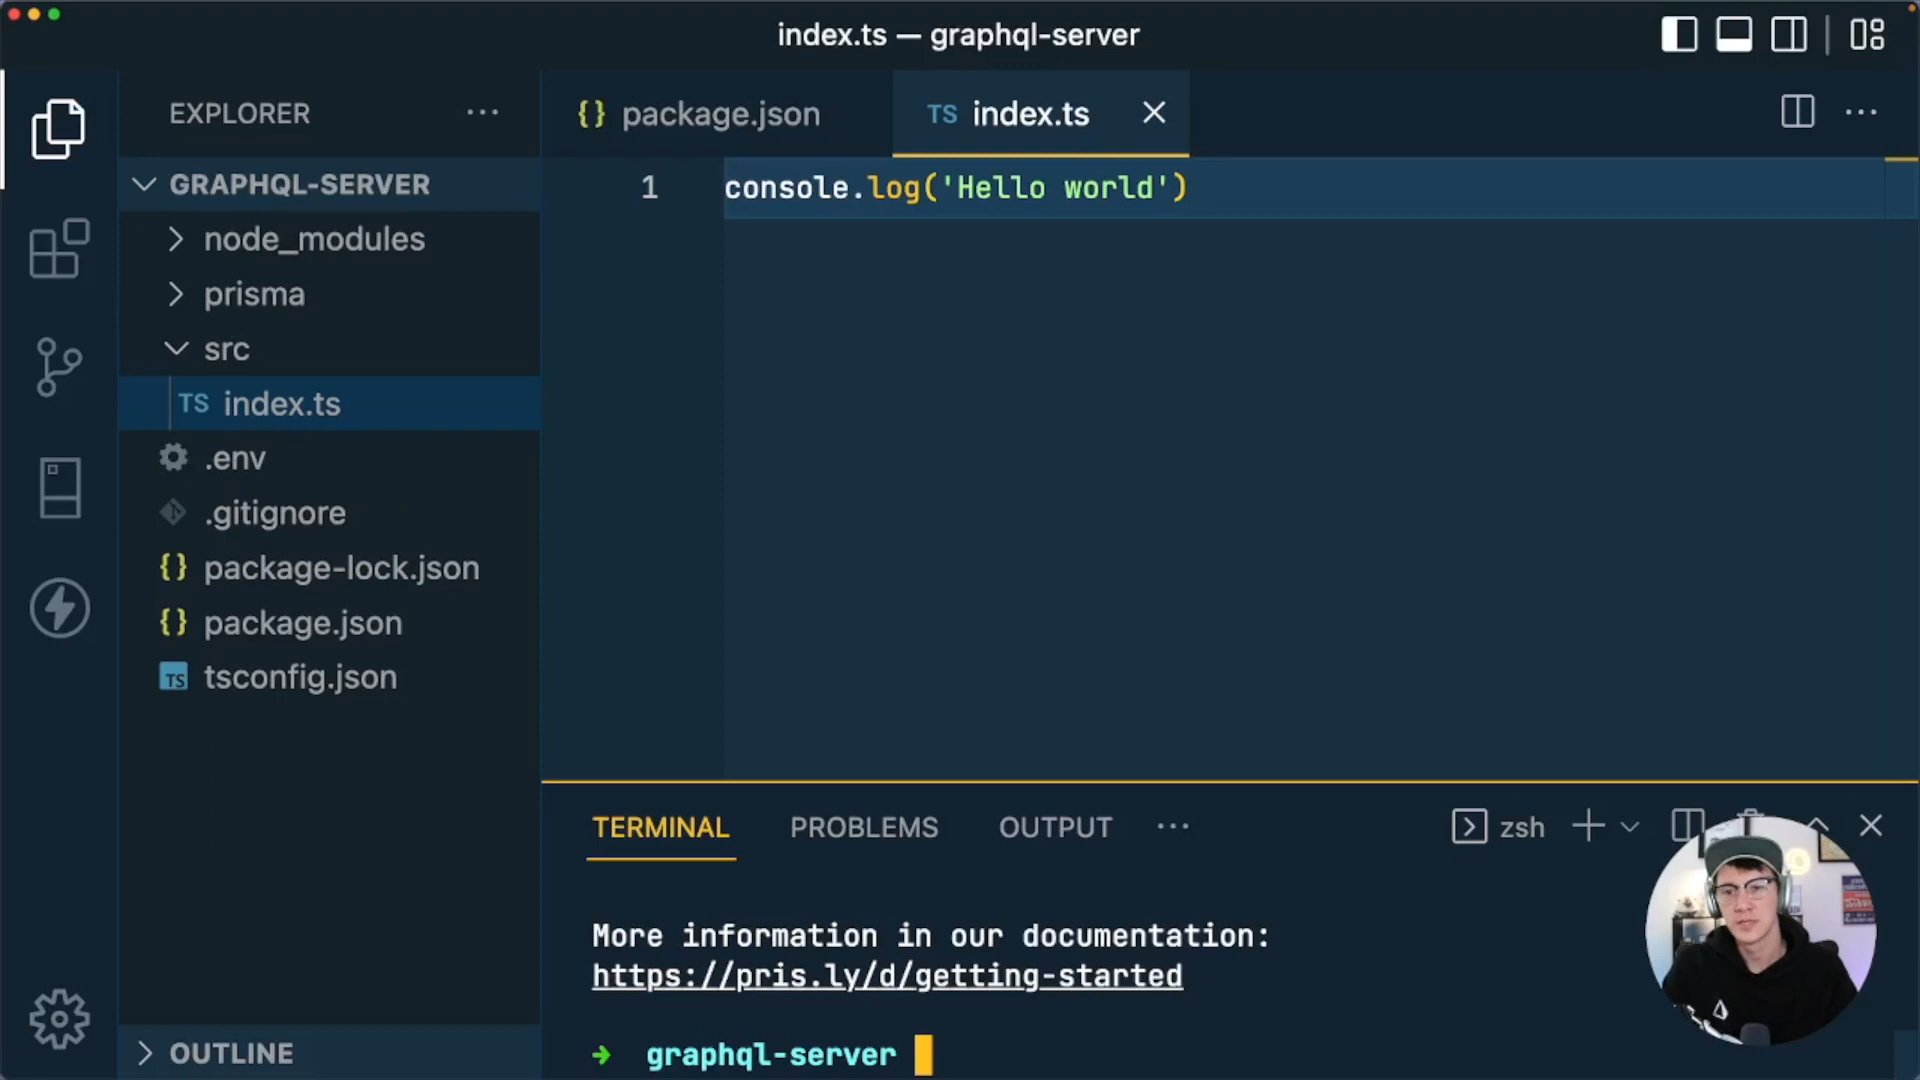 index.ts — graphql-server
EXPLORER
GRAPHQL-SERVER
node_modules
prisma
src
TS index.ts
.env
.gitignore
{} package-lock.json
{} package.json
TS tsconfig.json
OUTLINE
{} package.json
TS index.ts
1 console.log('Hello world')
TERMINAL PROBLEMS OUTPUT
zsh
More information in our documentation:
https://pris.ly/d/getting-started
➜ graphql-server